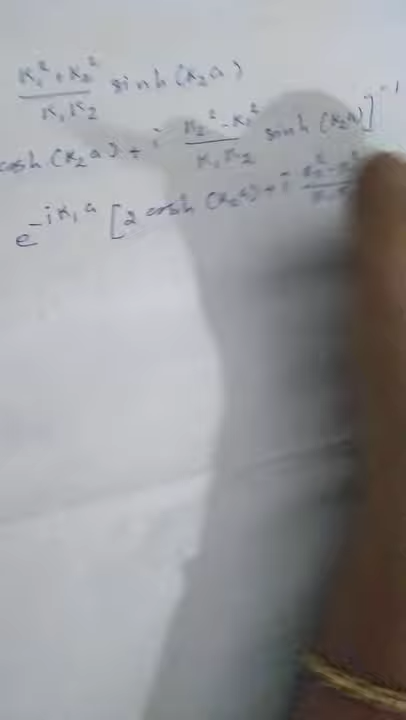 K₁² + K₂² / K₁K₂ sinh (K₂a)
cosh (K₂a) + i K₂² - K₁² / K₁K₂ sinh (K₂a)]⁻¹
e^-iK₁a [2 cosh (K₂a) + i